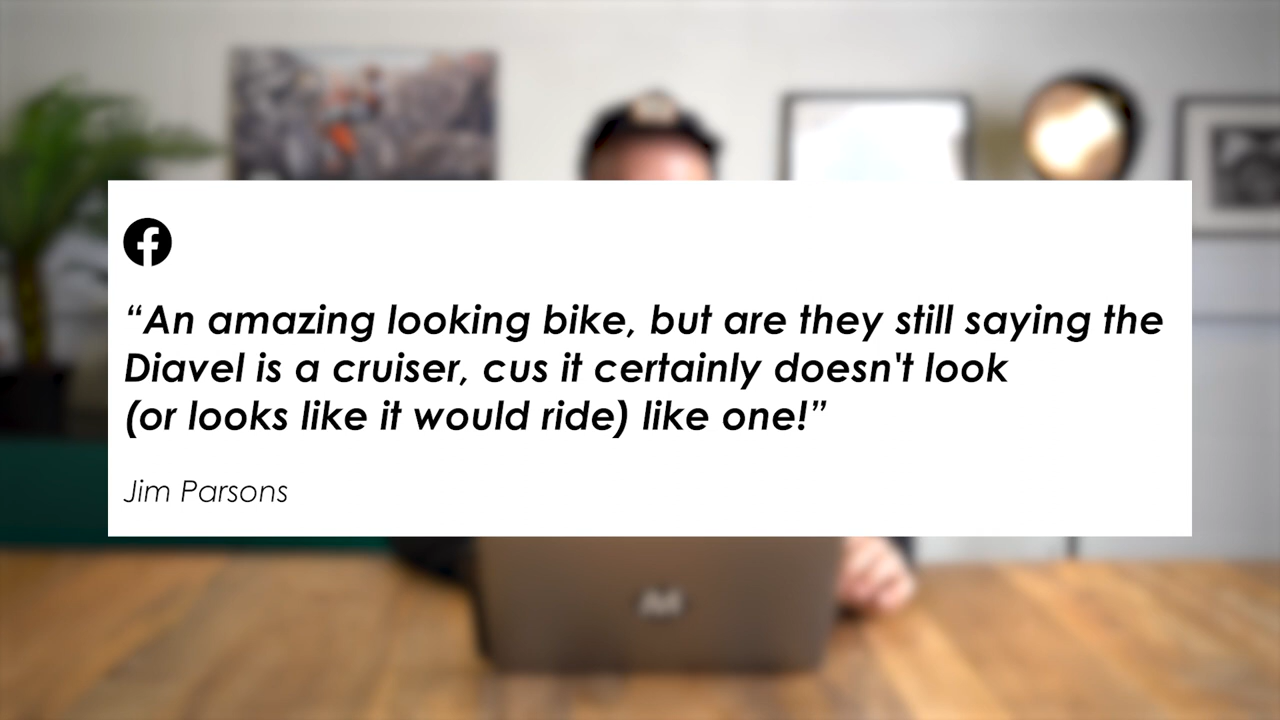 “An amazing looking bike, but are they still saying the
Diavel is a cruiser, cus it certainly doesn't look
(or looks like it would ride) like one!”
Jim Parsons